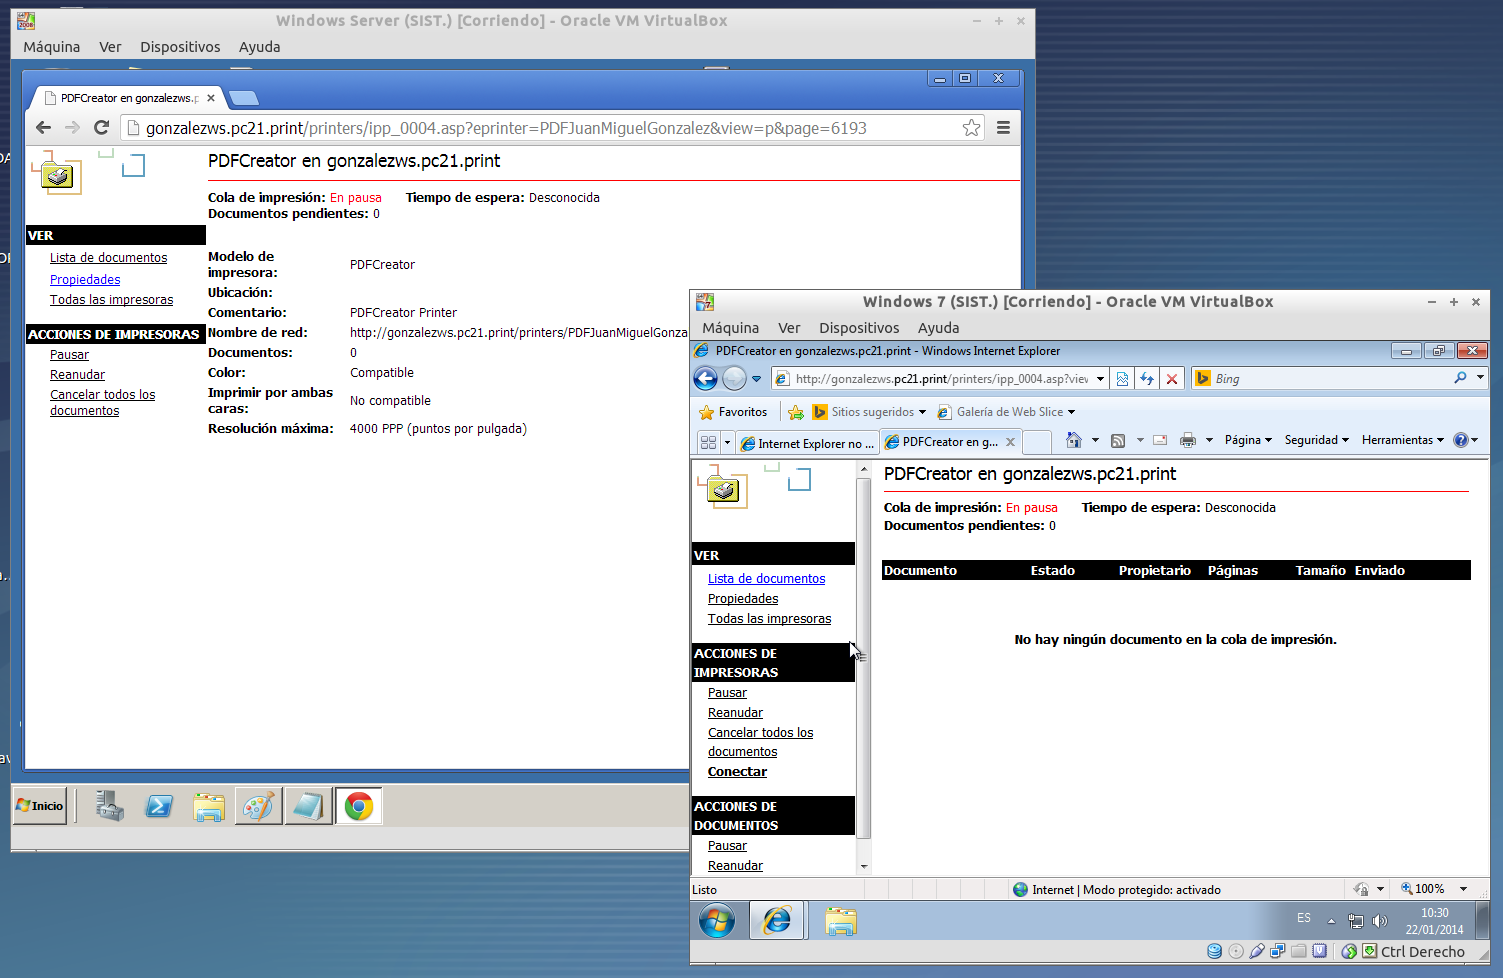 Windows Server (SIST.) [Corriendo] - Oracle VM VirtualBox
Máquina Ver Dispositivos Ayuda
PDFCreator en gonzalezws.p
gonzalezws.pc21.print/printers/ipp_0004.asp?eprinter=PDFJuanMiguelGonzalez&view=p&page=6193
PDFCreator en gonzalezws.pc21.print
Cola de impresión: En pausa Tiempo de espera: Desconocida
Documentos pendientes: 0
VER
Lista de documentos
Propiedades
Todas las impresoras
ACCIONES DE IMPRESORAS
Pausar
Reanudar
Cancelar todos los
documentos
Modelo de
impresora: PDFCreator
Ubicación:
Comentario: PDFCreator Printer
Nombre de red: http://gonzalezws.pc21.print/printers/PDFJuanMiguelGonza
Documentos: 0
Color: Compatible
Imprimir por ambas
caras: No compatible
Resolución máxima: 4000 PPP (puntos por pulgada)
Inicio
Windows 7 (SIST.) [Corriendo] - Oracle VM VirtualBox
Máquina Ver Dispositivos Ayuda
PDFCreator en gonzalezws.pc21.print - Windows Internet Explorer
http://gonzalezws.pc21.print/printers/ipp_0004.asp?view Bing
Favoritos Sitios sugeridos Galería de Web Slice
Internet Explorer no ... PDFCreator en g... Página Seguridad Herramientas
PDFCreator en gonzalezws.pc21.print
Cola de impresión: En pausa Tiempo de espera: Desconocida
Documentos pendientes: 0
VER
Lista de documentos
Propiedades
Todas las impresoras
ACCIONES DE
IMPRESORAS
Pausar
Reanudar
Cancelar todos los
documentos
Conectar
ACCIONES DE
DOCUMENTOS
Pausar
Reanudar
Documento Estado Propietario Páginas Tamaño Enviado
No hay ningún documento en la cola de impresión.
Listo Internet | Modo protegido: activado 100%
ES 10:30
22/01/2014
Ctrl Derecho